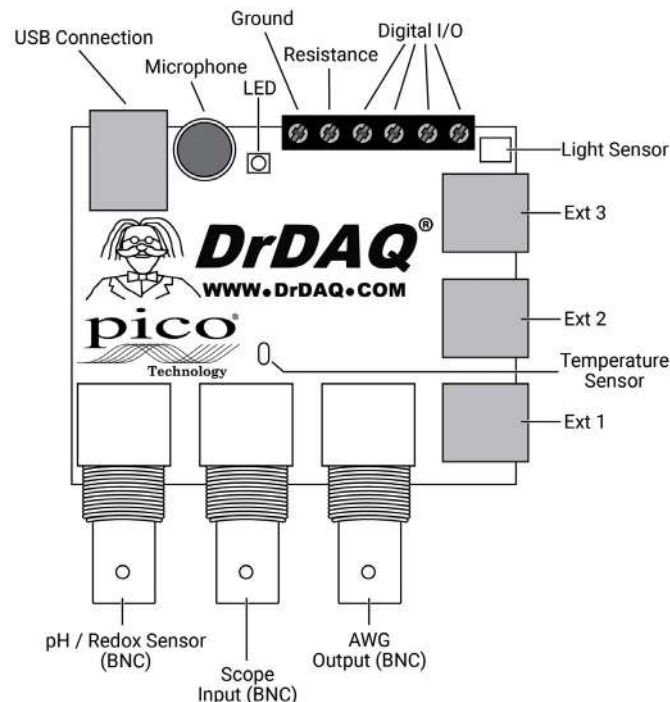 USB Connection
Ground
Digital I/O
Microphone
Resistance
LED
Light Sensor
Ext 3
DrDAQ®
WWW•DrDAQ•COM
pico®
Technology
Ext 2
Temperature
Sensor
Ext 1
pH / Redox Sensor
(BNC)
Scope
Input (BNC)
AWG
Output (BNC)